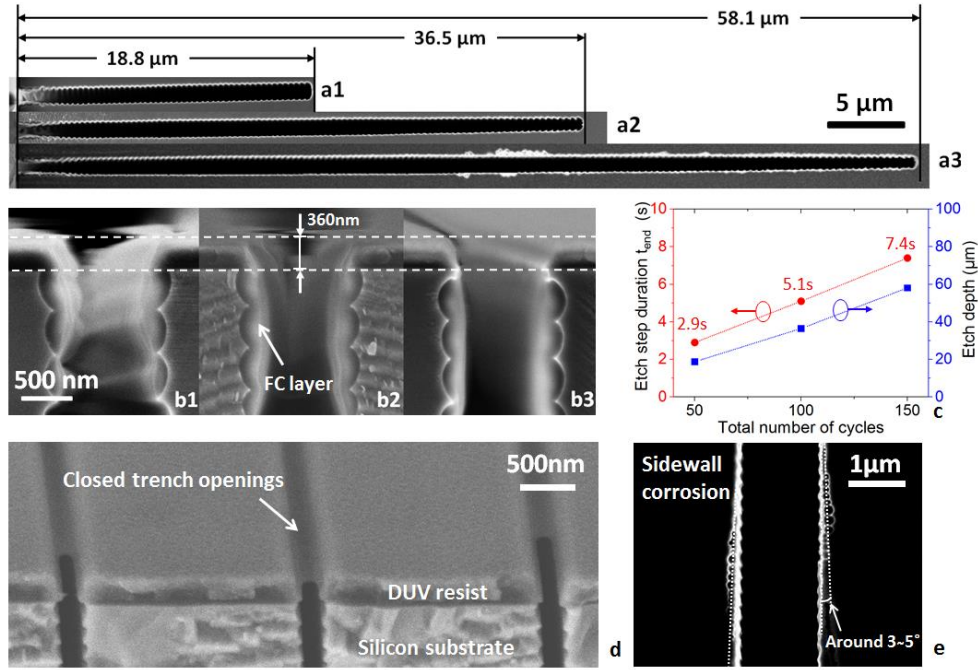 58.1 μm
36.5 μm
18.8 μm
a1
a2
a3
5 μm
360nm
FC layer
500 nm
b1
b2
b3
Etch step duration tend (s)
10
8
6
4
2
0
2.9s
5.1s
7.4s
100
80
60
40
20
0
Etch depth (μm)
50
100
150
Total number of cycles
c
Closed trench openings
500nm
DUV resist
Silicon substrate
d
Sidewall
corrosion
1μm
Around 3~5°
e